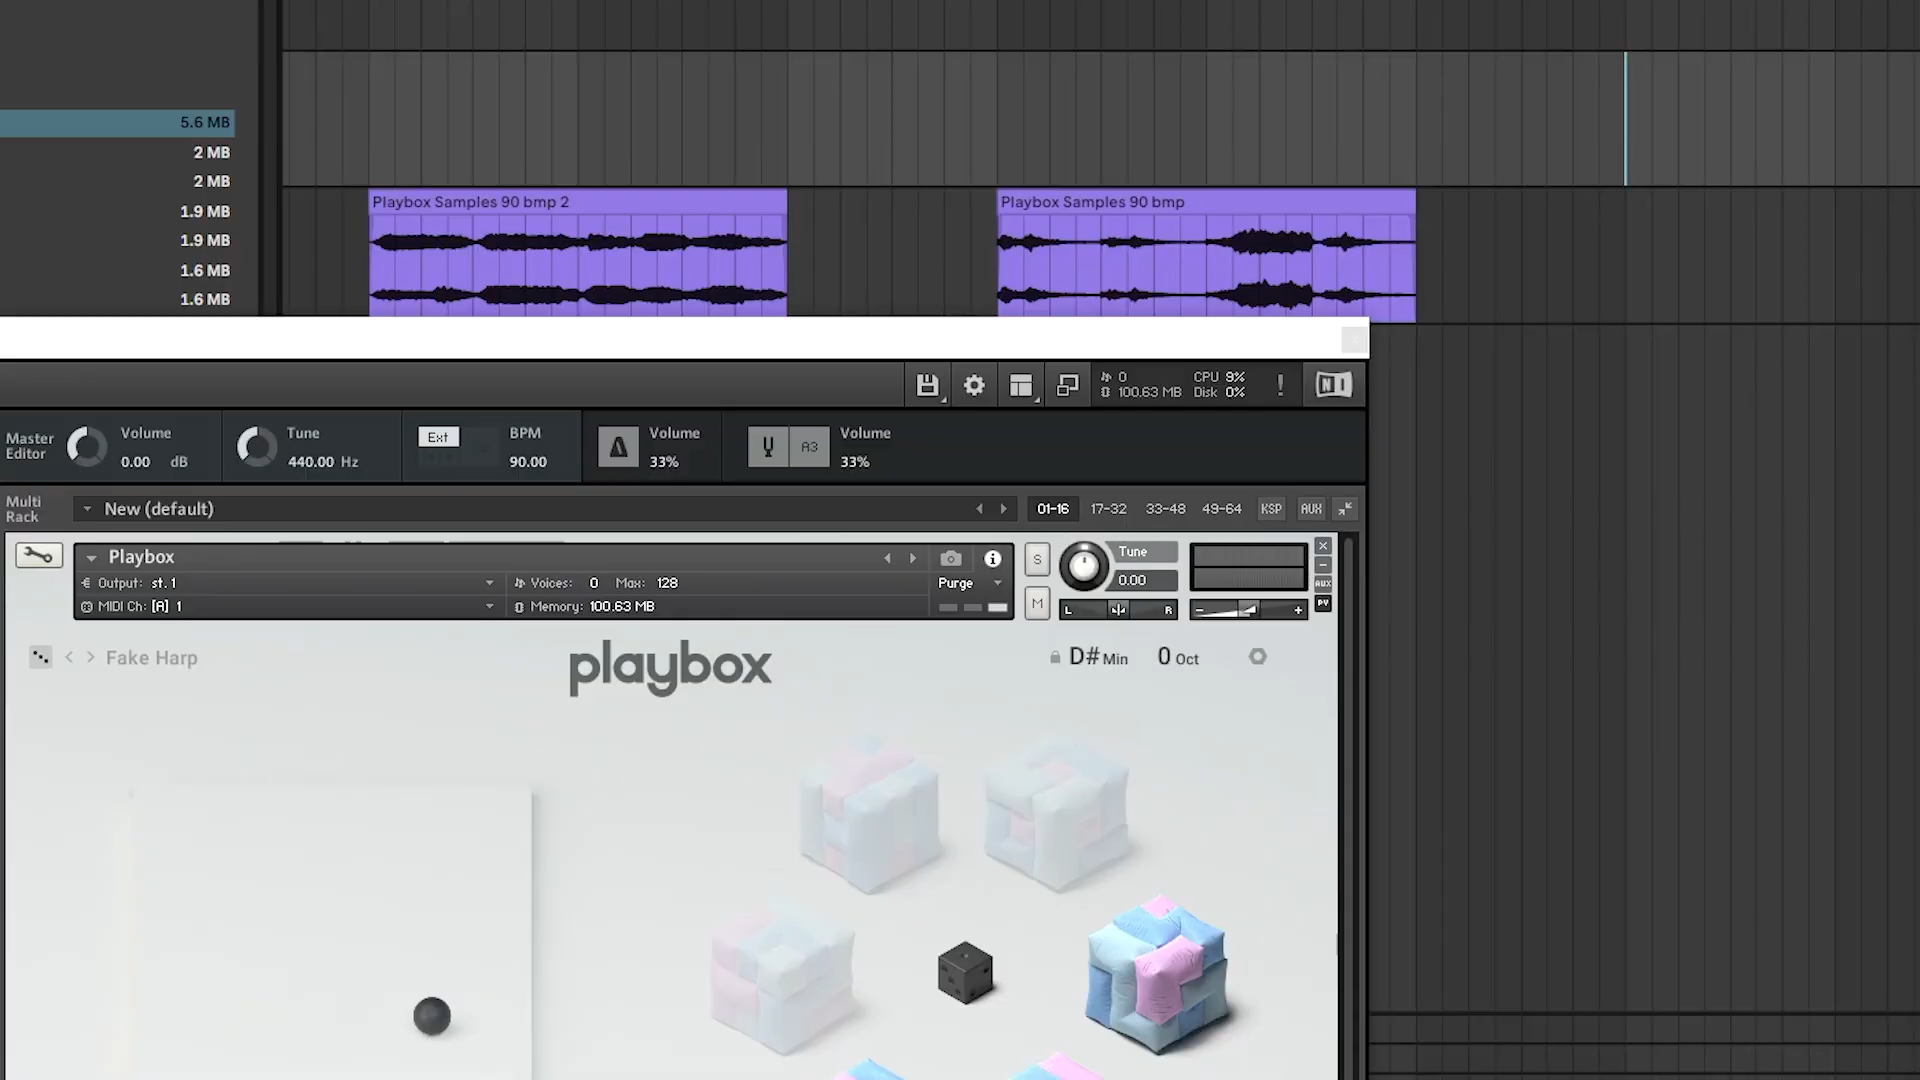 5.6 MB
2 MB
2 MB
1.9 MB
1.9 MB
1.6 MB
1.6 MB
Playbox Samples 90 bmp 2
Playbox Samples 90 bmp
0
100.63 MB
CPU 9%
Disk 0%
!
NI
Master Editor
Volume
0.00 dB
Tune
440.00 Hz
Ext
BPM
90.00
Volume
33%
A3
Volume
33%
Multi Rack
New (default)
01-16 17-32 33-48 49-64 KSP AUX
Playbox
Output: st.1
Voices: 0 Max: 128
Purge
MIDI Ch: [A] 1
Memory: 100.63 MB
S
M
Tune
0.00
L R
- +
AUX
PV
Fake Harp
playbox
D# Min 0 Oct